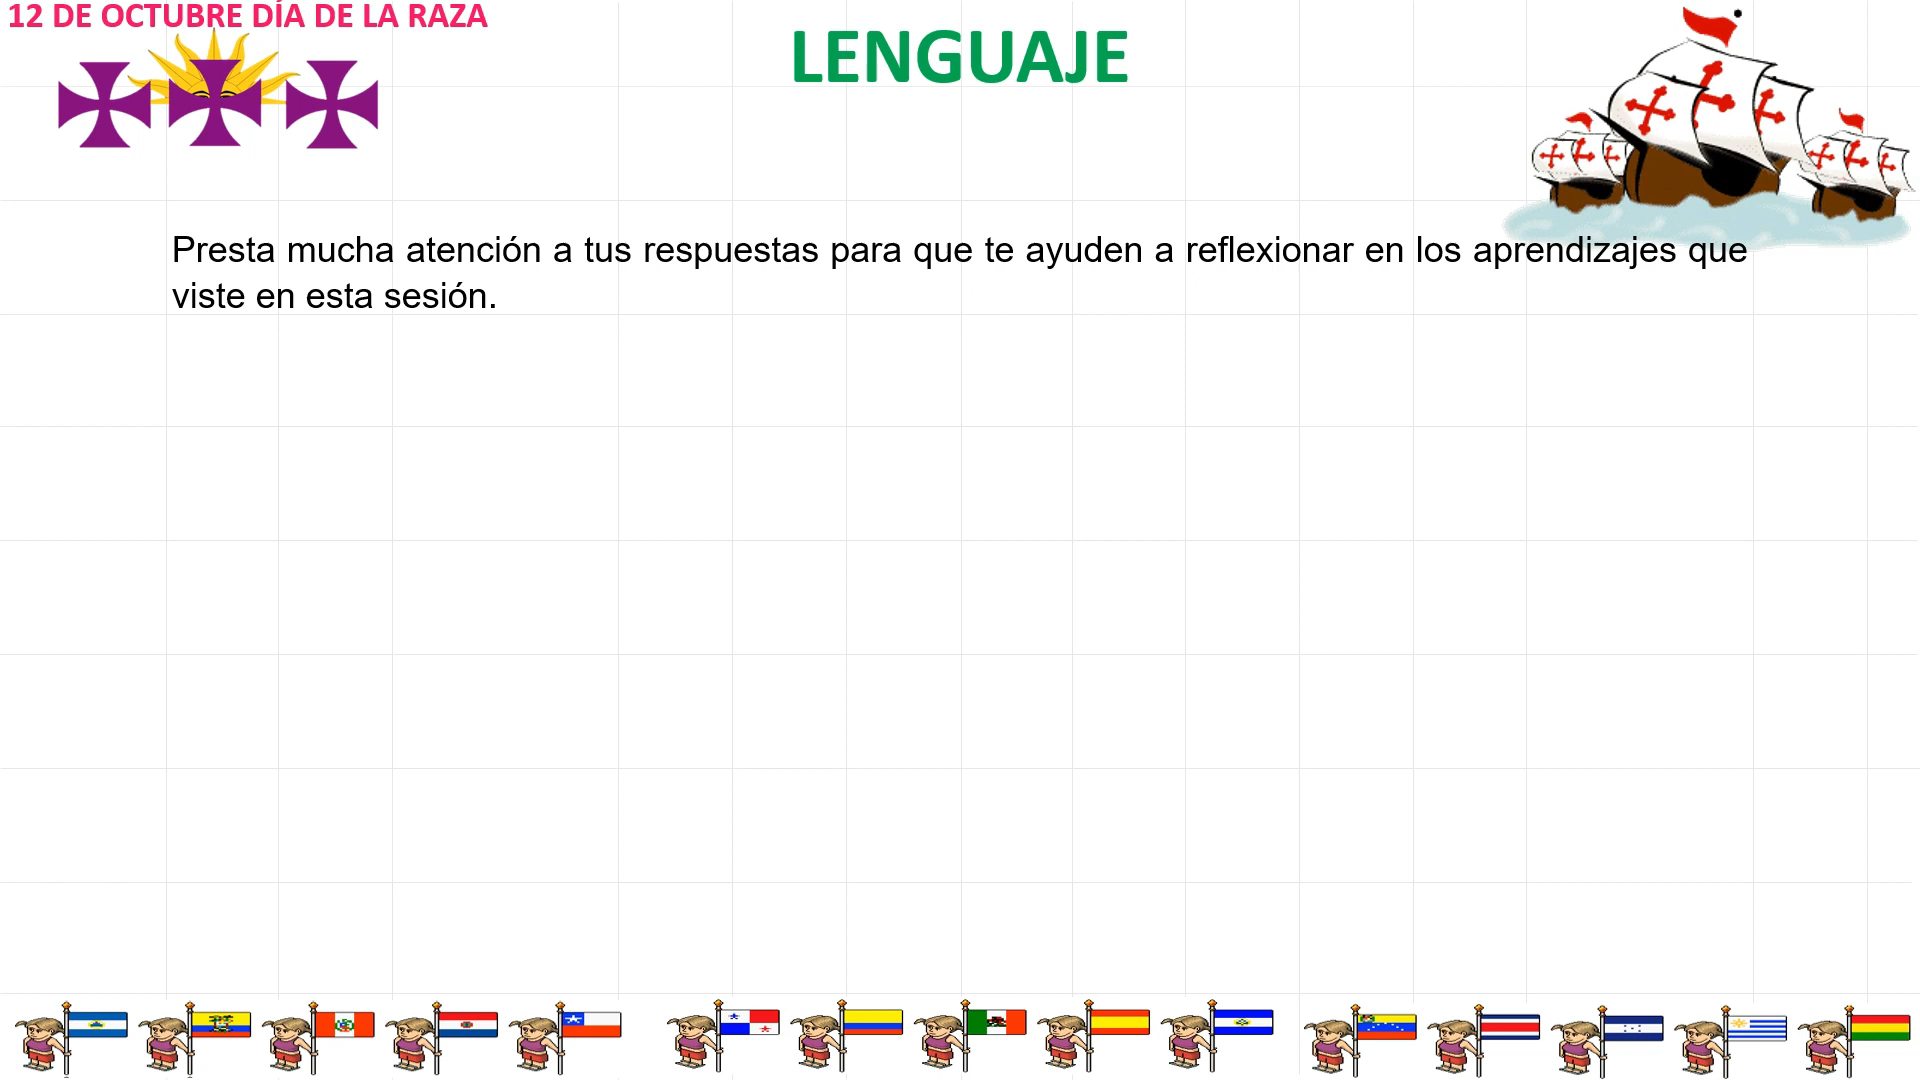 12 DE OCTUBRE DÍA DE LA RAZA
LENGUAJE
Presta mucha atención a tus respuestas para que te ayuden a reflexionar en los aprendizajes que
viste en esta sesión.